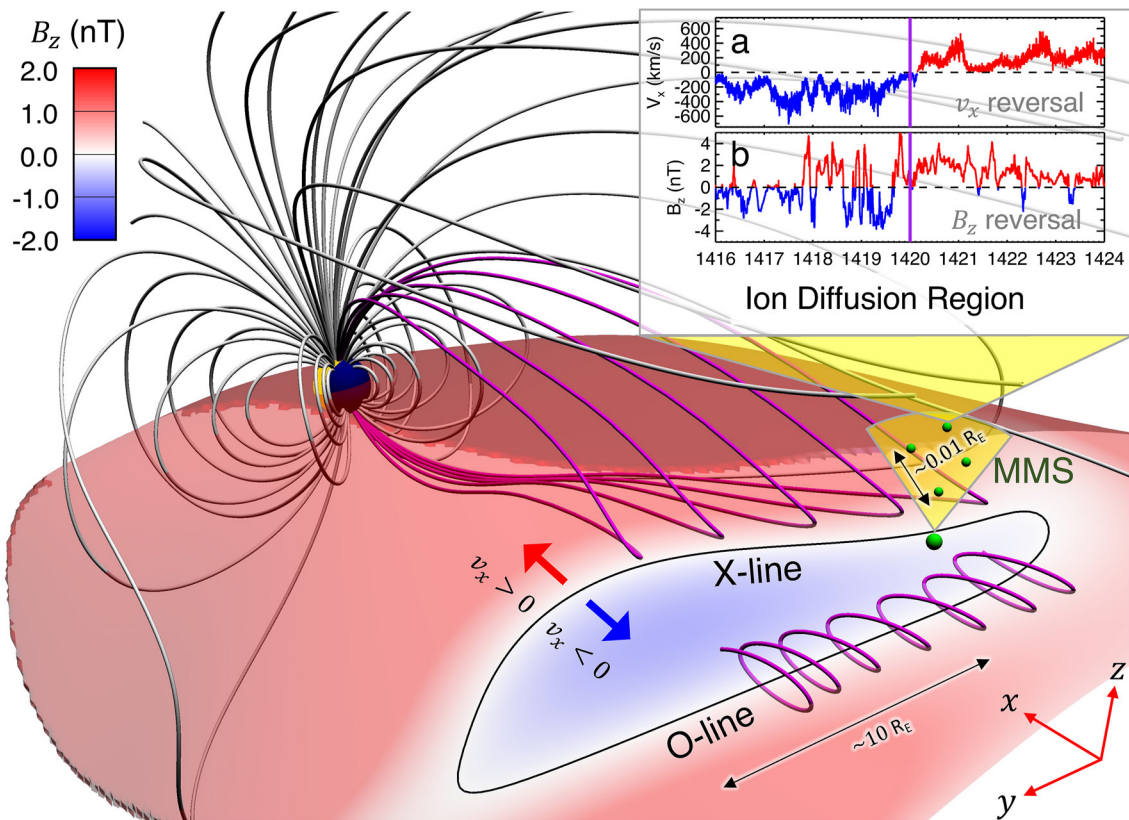 B_z (nT)
2.0
1.0
0.0
-1.0
-2.0
a
600
400
200
0
-200
-400
-600
V_x (km/s)
v_x reversal
b
4
2
0
-2
-4
B_z (nT)
B_z reversal
1416 1417 1418 1419 1420 1421 1422 1423 1424
Ion Diffusion Region
~0.01 R_E
MMS
X-line
v_x > 0
v_x < 0
O-line
~10 R_E
z
x
y